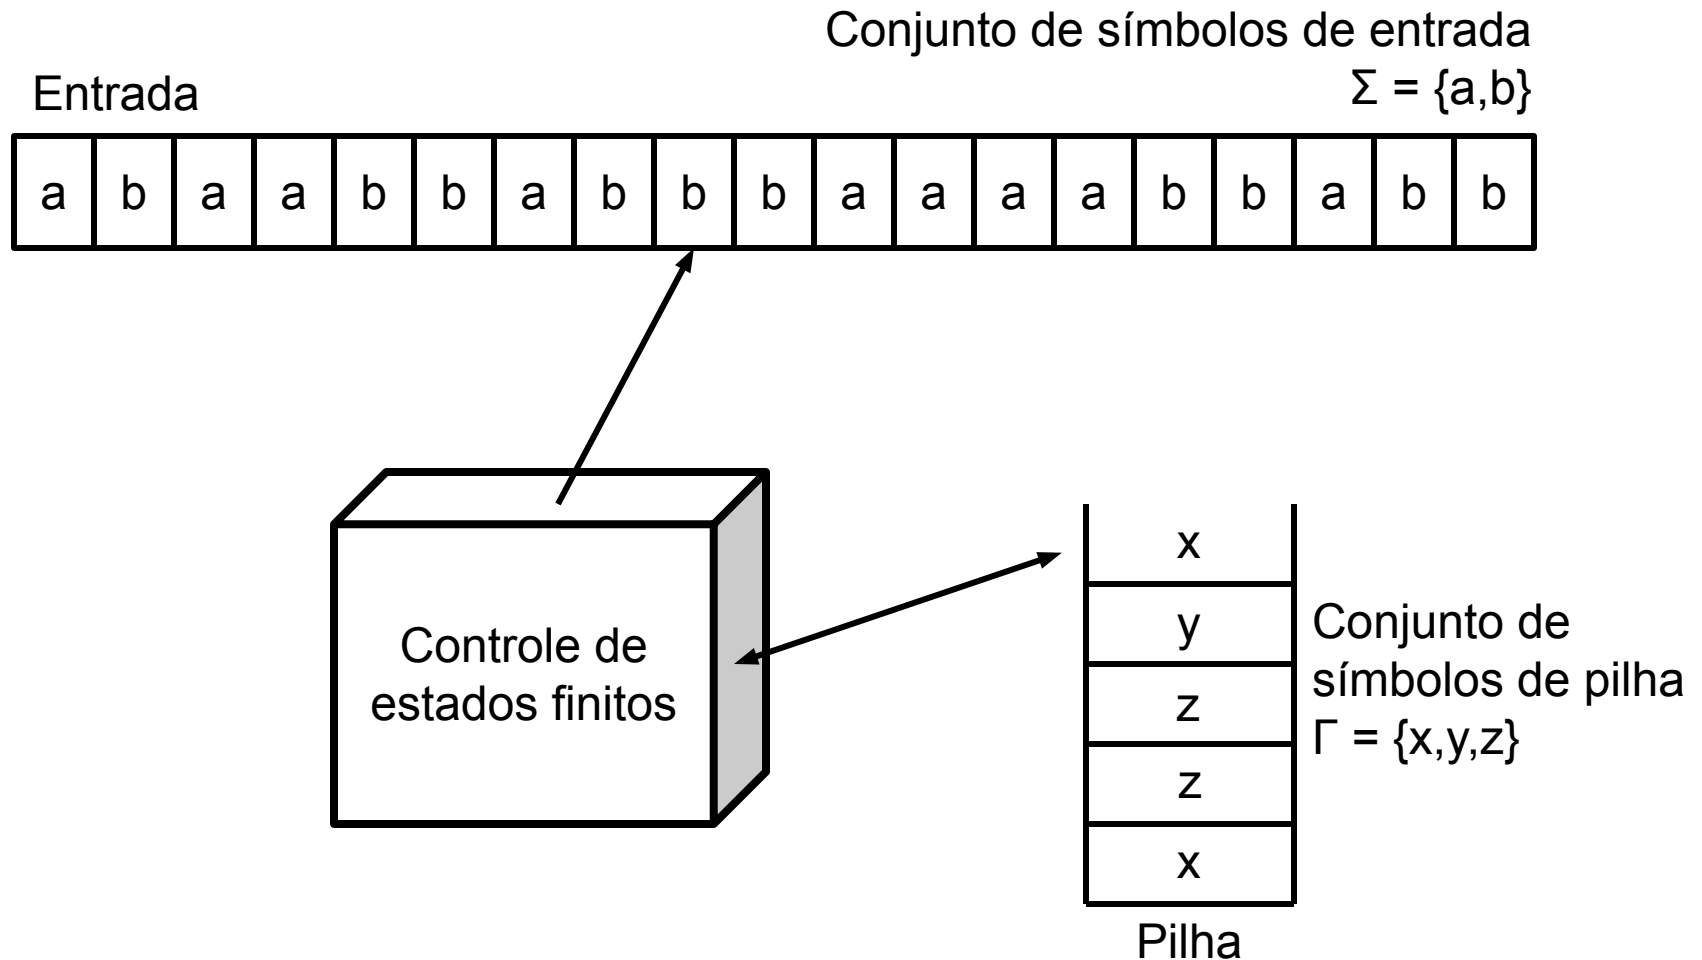 Conjunto de símbolos de entrada
Σ = {a,b}
Entrada
a b a a b b a b b b a a a a b b a b b
Controle de
estados finitos
x
y
z
z
x
Conjunto de
símbolos de pilha
Γ = {x,y,z}
Pilha